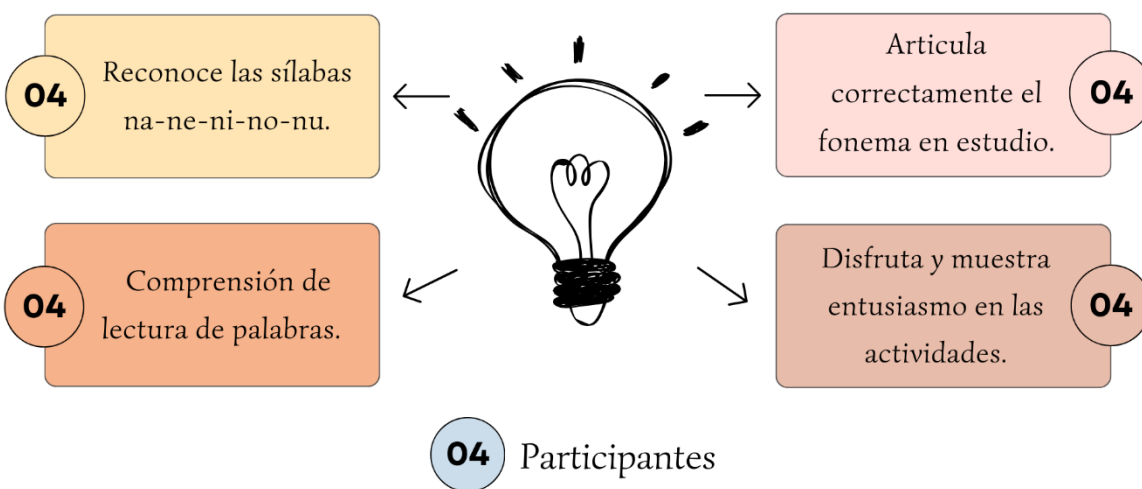 04
Reconoce las sílabas
na-ne-ni-no-nu.
Articula
correctamente el
fonema en estudio.
04
04
Comprensión de
lectura de palabras.
Disfruta y muestra
entusiasmo en las
actividades.
04
04 Participantes